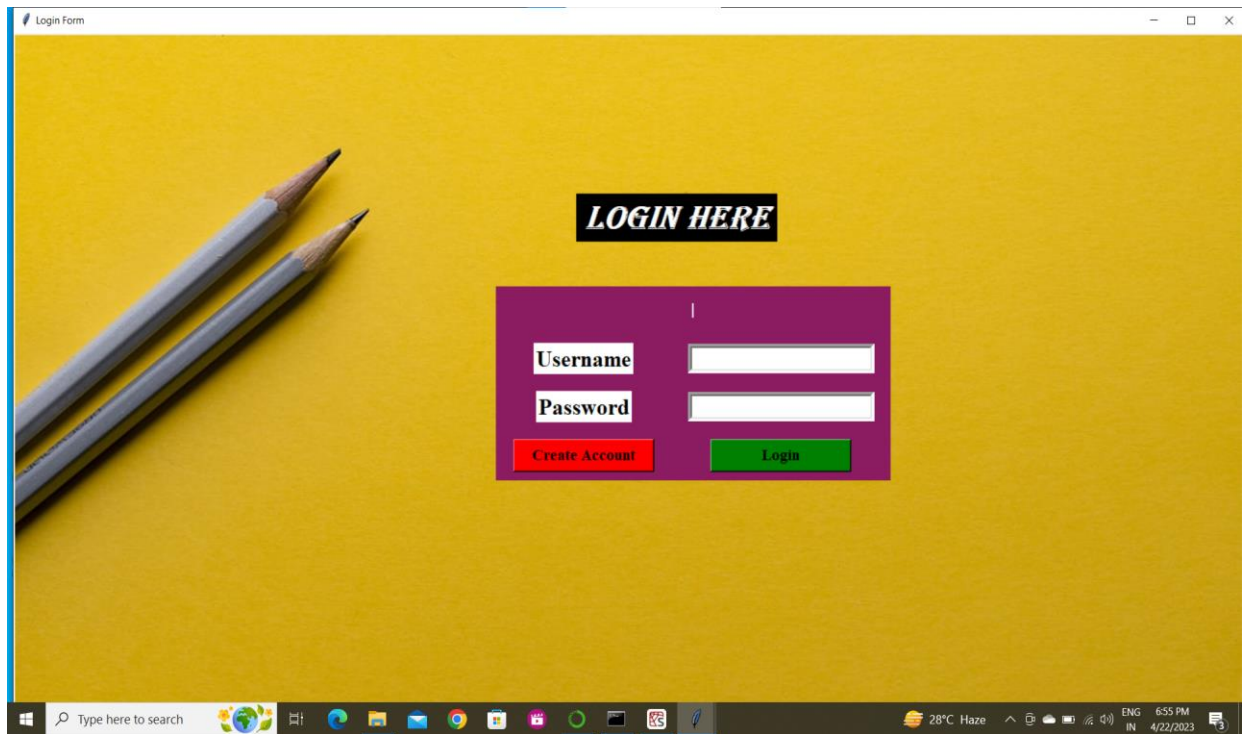 Login Form
LOGIN HERE
Username
Password
Create Account Login
Type here to search
28°C Haze
ENG 6:55 PM
IN 4/22/2023
3